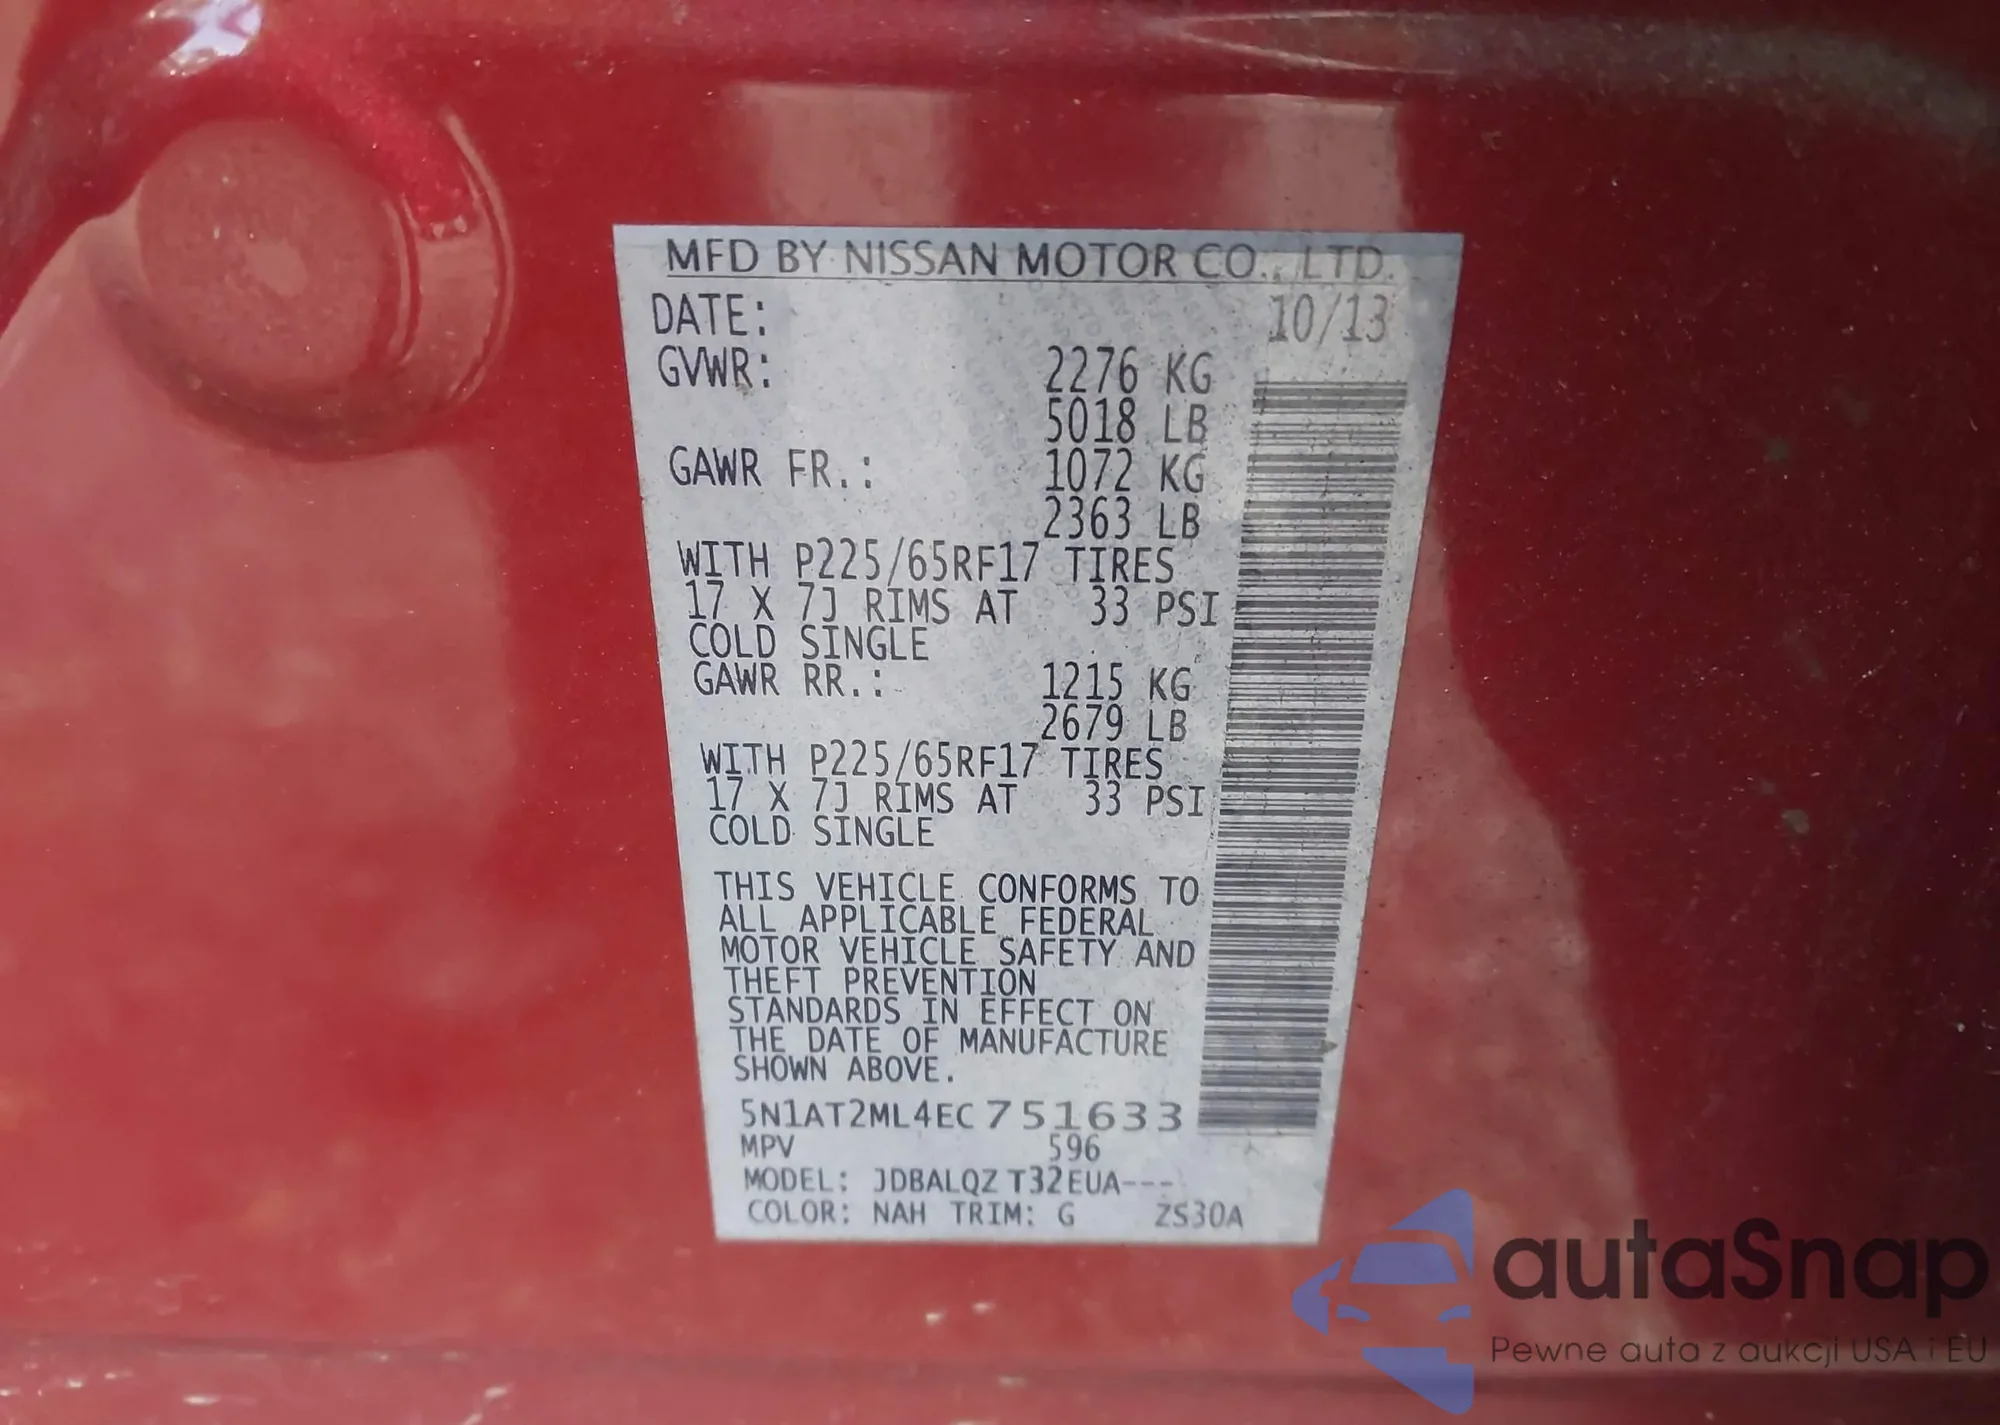 MFD BY NISSAN MOTOR CO., LTD.
DATE: 10/13
GVWR: 2276 KG
5018 LB
GAWR FR.: 1072 KG
2363 LB
WITH P225/65RF17 TIRES
17 X 7J RIMS AT 33 PSI
COLD SINGLE
GAWR RR.: 1215 KG
2679 LB
WITH P225/65RF17 TIRES
17 X 7J RIMS AT 33 PSI
COLD SINGLE
THIS VEHICLE CONFORMS TO
ALL APPLICABLE FEDERAL
MOTOR VEHICLE SAFETY AND
THEFT PREVENTION
STANDARDS IN EFFECT ON
THE DATE OF MANUFACTURE
SHOWN ABOVE.
5N1AT2ML4EC751633
MPV 596
MODEL: JDBALQZ T32EUA---
COLOR: NAH TRIM: G ZS30A
autaSnap
Pewne auta z aukcji USA i EU